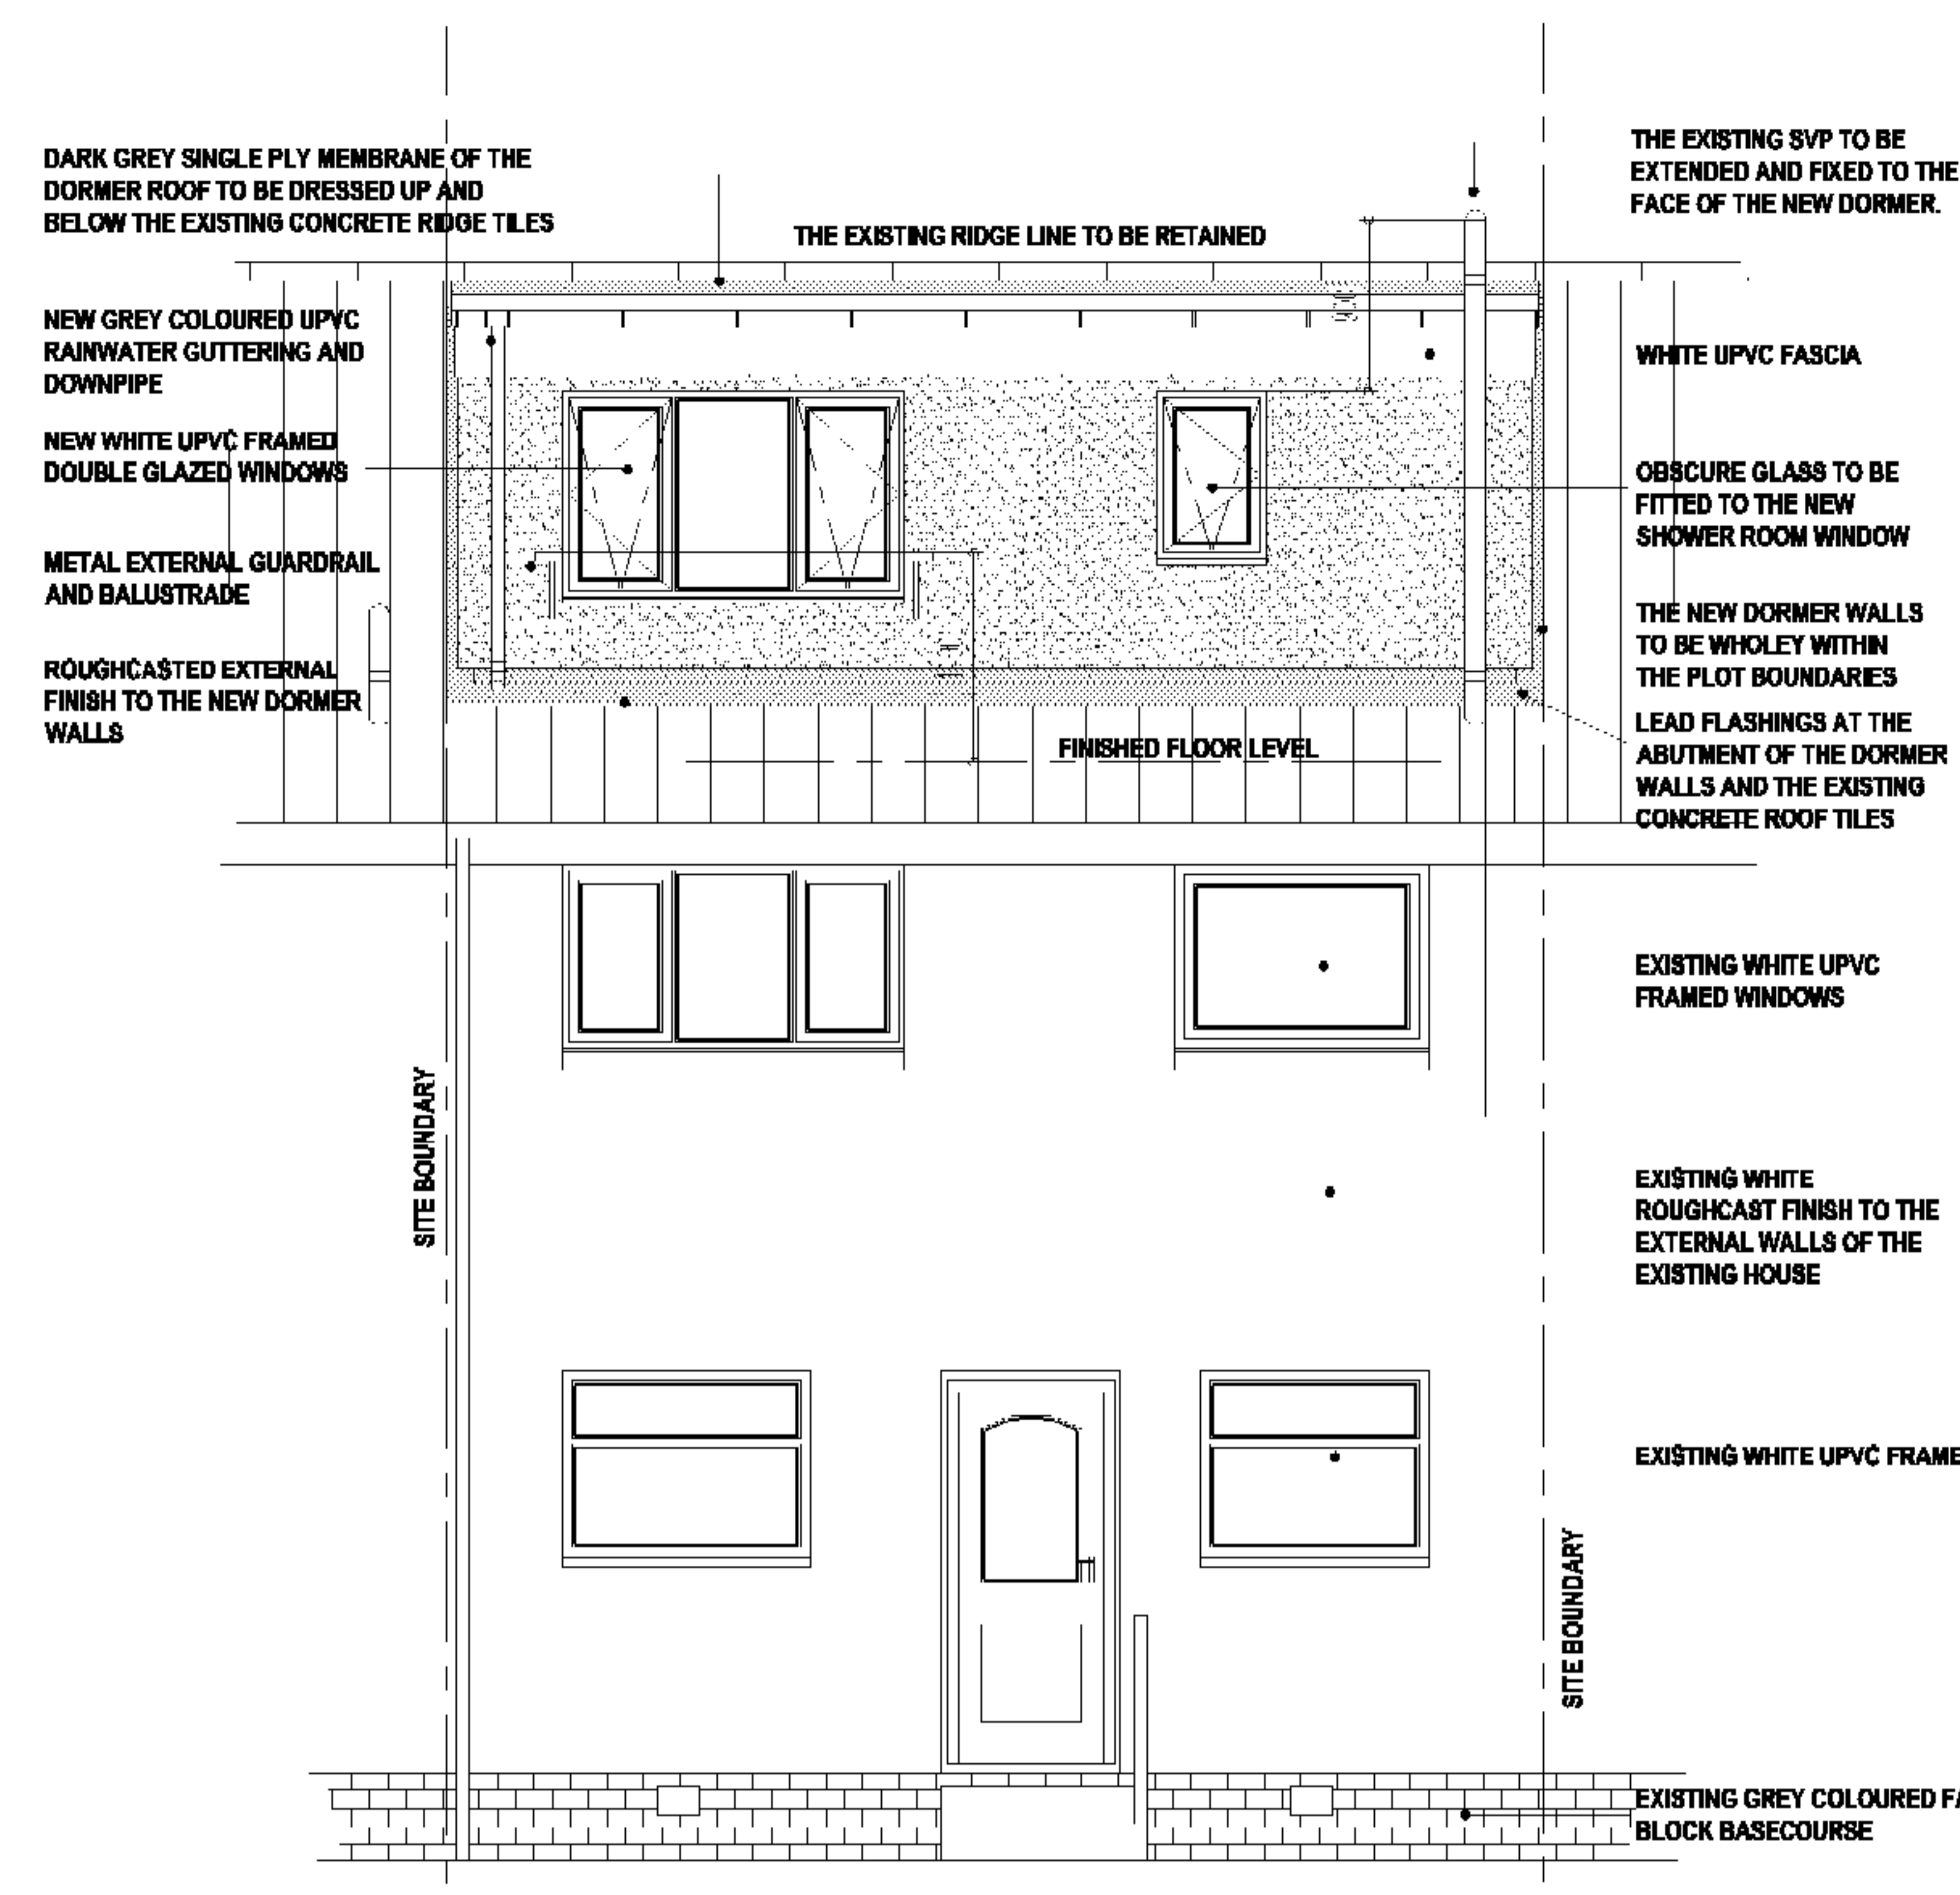 DARK GREY SINGLE PLY MEMBRANE OF THE
DORMER ROOF TO BE DRESSED UP AND
BELOW THE EXISTING CONCRETE RIDGE TILES
THE EXISTING RIDGE LINE TO BE RETAINED
THE EXISTING SVP TO BE
EXTENDED AND FIXED TO THE
FACE OF THE NEW DORMER.
NEW GREY COLOURED UPVC
RAINWATER GUTTERING AND
DOWNPIPE
NEW WHITE UPVC FRAMED
DOUBLE GLAZED WINDOWS
METAL EXTERNAL GUARDRAIL
AND BALUSTRADE
ROUGHCASTED EXTERNAL
FINISH TO THE NEW DORMER
WALLS
WHITE UPVC FASCIA
OBSCURE GLASS TO BE
FITTED TO THE NEW
SHOWER ROOM WINDOW
THE NEW DORMER WALLS
TO BE WHOLEY WITHIN
THE PLOT BOUNDARIES
LEAD FLASHINGS AT THE
ABUTMENT OF THE DORMER
WALLS AND THE EXISTING
CONCRETE ROOF TILES
FINISHED FLOOR LEVEL
EXISTING WHITE UPVC
FRAMED WINDOWS
SITE BOUNDARY
EXISTING WHITE
ROUGHCAST FINISH TO THE
EXTERNAL WALLS OF THE
EXISTING HOUSE
EXISTING WHITE UPVC FRAME
SITE BOUNDARY
EXISTING GREY COLOURED FA
BLOCK BASECOURSE